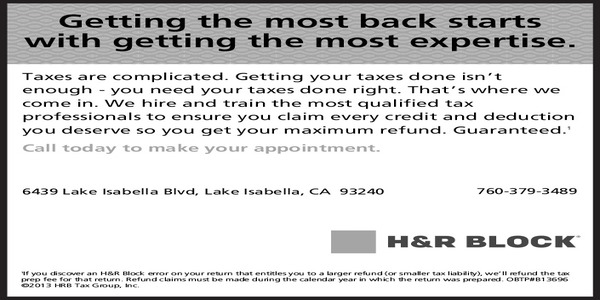 Getting the most back starts
with getting the most expertise.
Taxes are complicated. Getting your taxes done isn't
enough - you need your taxes done right. That's where we
come in. We hire and train the most qualified tax
professionals to ensure you claim every credit and deduction
you deserve so you get your maximum refund. Guaranteed.¹
Call today to make your appointment.
6439 Lake Isabella Blvd, Lake Isabella, CA 93240 760-379-3489
H&R BLOCK
¹If you discover an H&R Block error on your return that entitles you to a larger refund (or smaller tax liability), we'll refund the tax
prep fee for that return. Refund claims must be made during the calendar year in which the return was prepared. OBTP#B13696
©2013 HRB Tax Group, Inc.